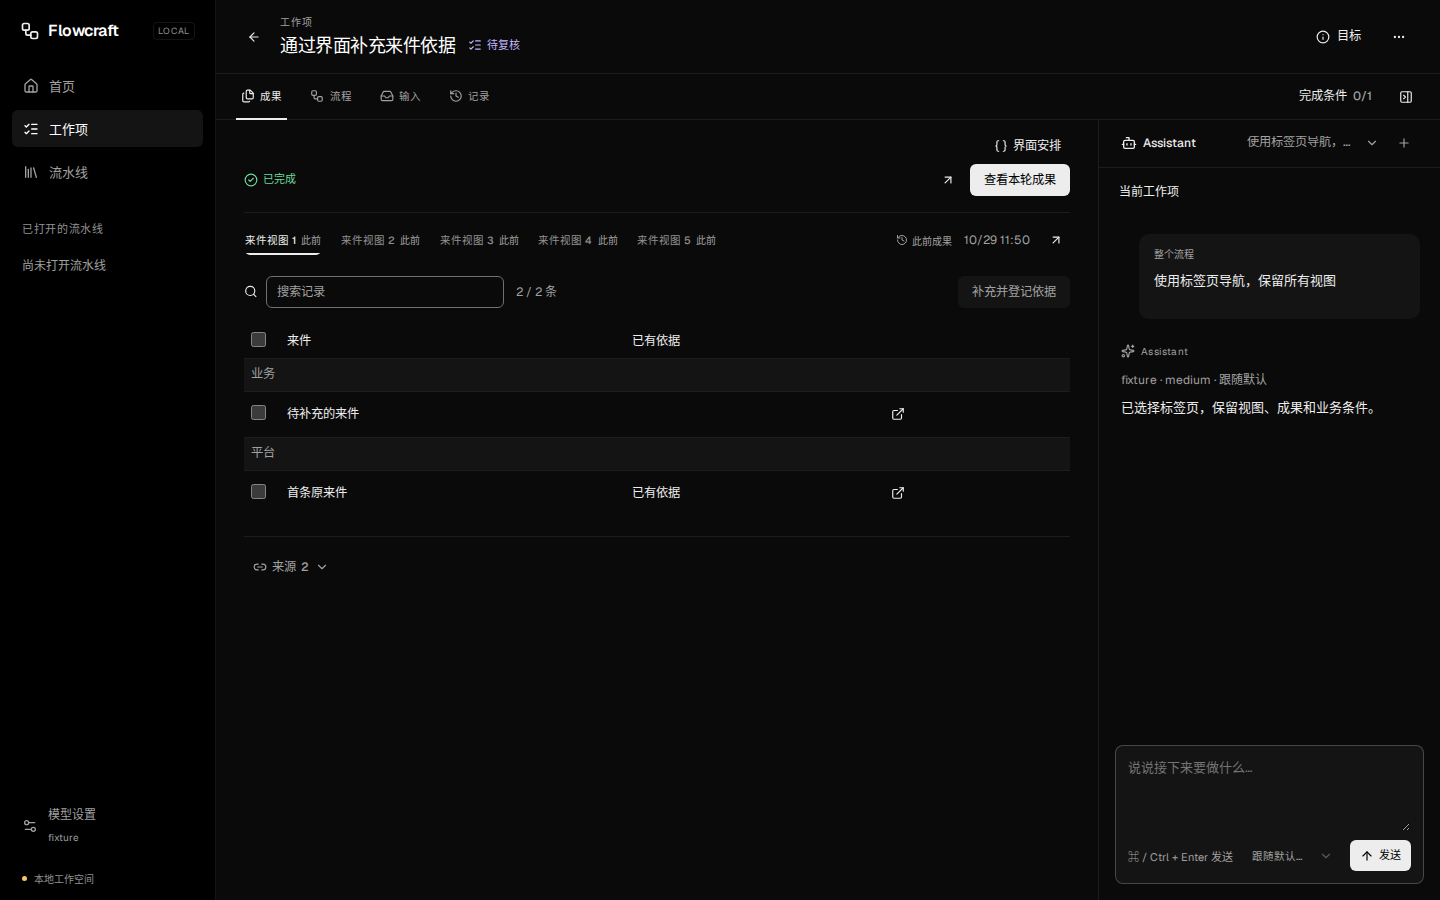 Flowcraft
LOCAL
首页
工作项
流水线
已打开的流水线
尚未打开流水线
模型设置
fixture
本地工作空间
工作项
通过界面补充来件依据
待复核
目标
成果
流程
输入
记录
完成条件 0/1
{ } 界面安排
已完成
查看本轮成果
来件视图 1 此前
来件视图 2 此前
来件视图 3 此前
来件视图 4 此前
来件视图 5 此前
此前成果
10/29 11:50
搜索记录
2 / 2 条
补充并登记依据
来件
已有依据
业务
待补充的来件
平台
首条原来件
已有依据
来源 2
Assistant
使用标签页导航，...
当前工作项
整个流程
使用标签页导航，保留所有视图
Assistant
fixture · medium · 跟随默认
已选择标签页，保留视图、成果和业务条件。
说说接下来要做什么...
⌘ / Ctrl + Enter 发送
跟随默认...
发送